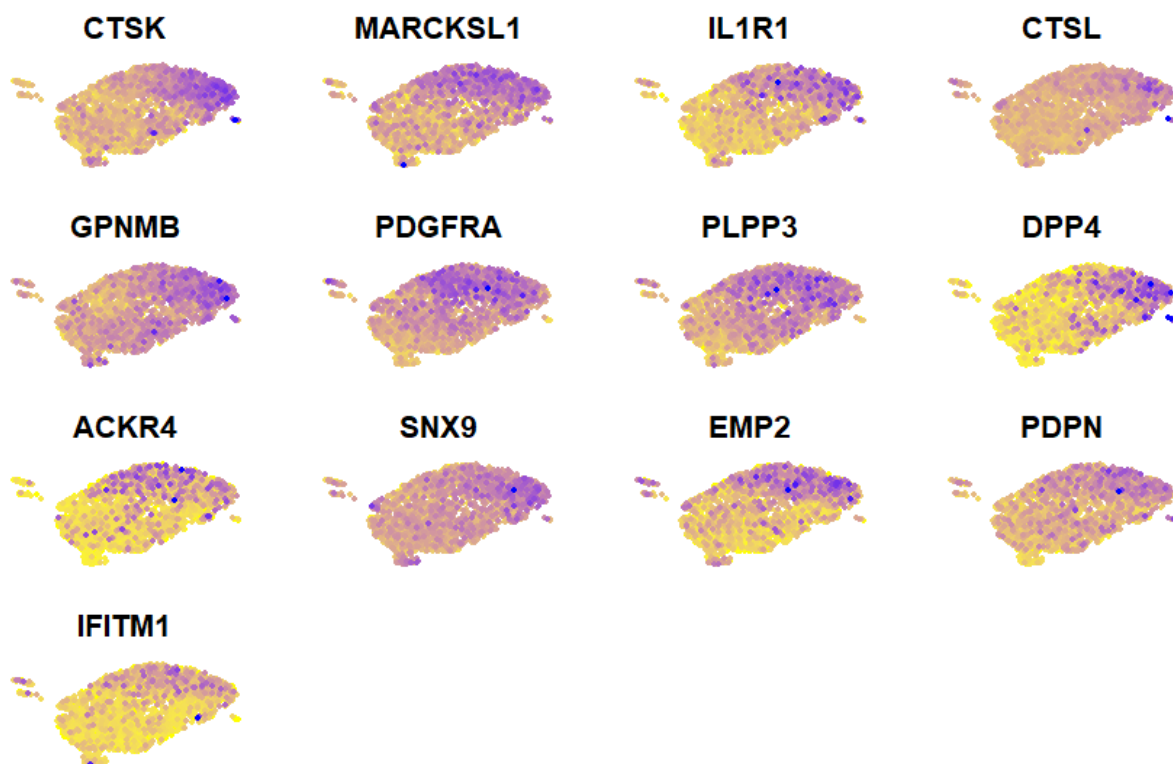 CTSK MARCKSL1 IL1R1 CTSL
GPNMB PDGFRA PLPP3 DPP4
ACKR4 SNX9 EMP2 PDPN
IFITM1